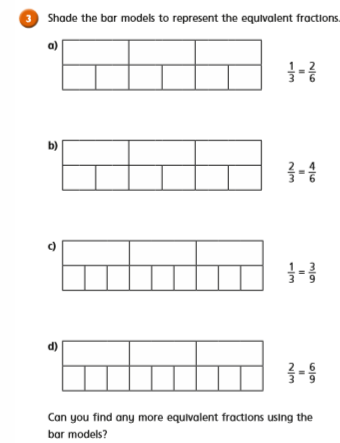 3 Shade the bar models to represent the equivalent fractions.
a)
1/3 = 2/6
b)
2/3 = 4/6
c)
1/3 = 3/9
d)
2/3 = 6/9
Can you find any more equivalent fractions using the
bar models?